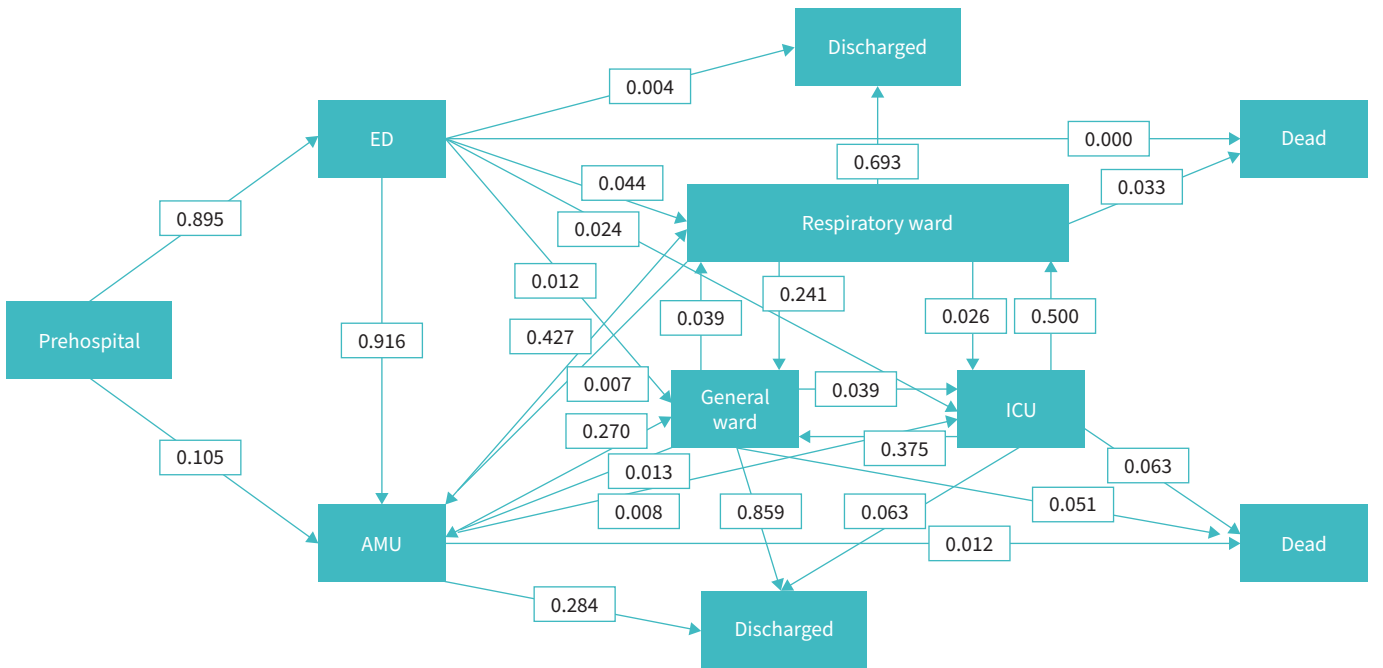 Discharged
0.004
ED
0.000
Dead
0.693
0.044
0.033
0.895
0.024
Respiratory ward
0.012
0.241
0.039
0.026
0.500
Prehospital
0.916
0.427
0.007
General
ward
0.039
ICU
0.270
0.375
0.105
0.013
0.063
0.008
0.859
0.063
0.051
AMU
0.012
Dead
0.284
Discharged